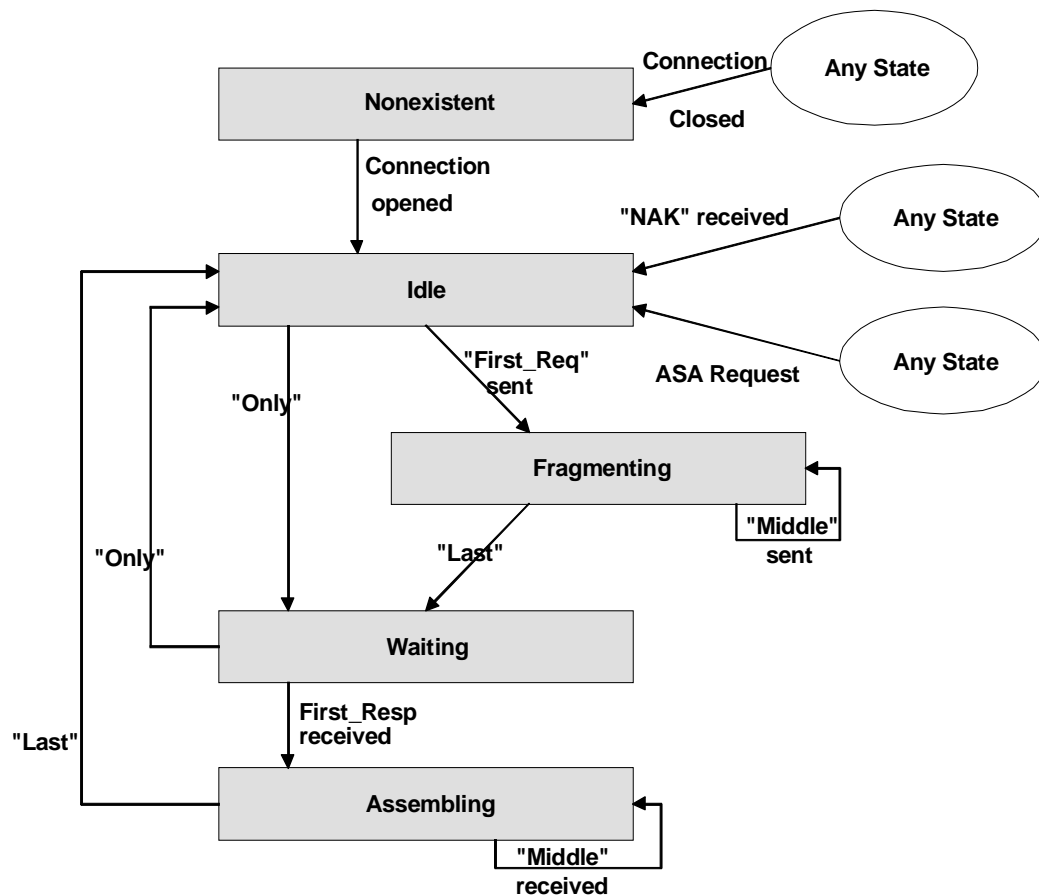 Connection
Any State
Nonexistent
Closed
Connection
opened
"NAK" received
Any State
Idle
"First_Req"
sent
ASA Request
Any State
"Only"
Fragmenting
"Middle"
sent
"Only"
"Last"
Waiting
First_Resp
received
"Last"
Assembling
"Middle"
received